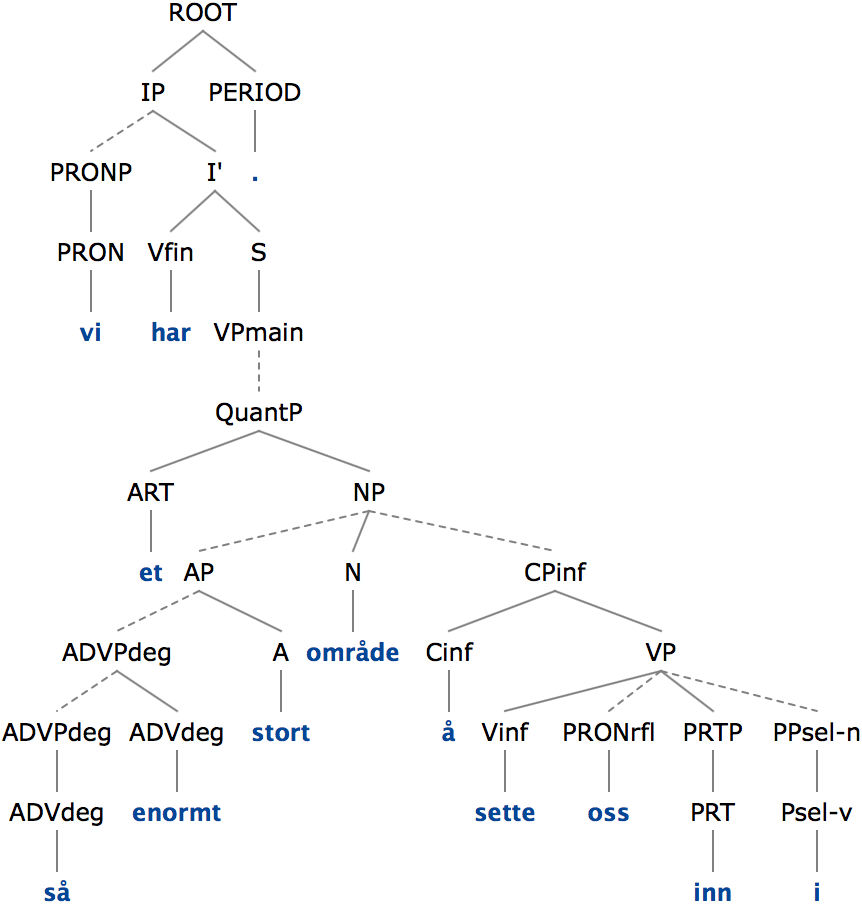 ROOT
IP PERIOD
PRONP I' .
PRON Vfin S
vi har VPmain
QuantP
ART NP
et AP N CPinf
ADVPdeg A område Cinf VP
ADVPdeg ADVdeg stort å Vinf PRONrfl PRTP PPsel-n
ADVdeg enormt sette oss PRT Psel-v
så inn i